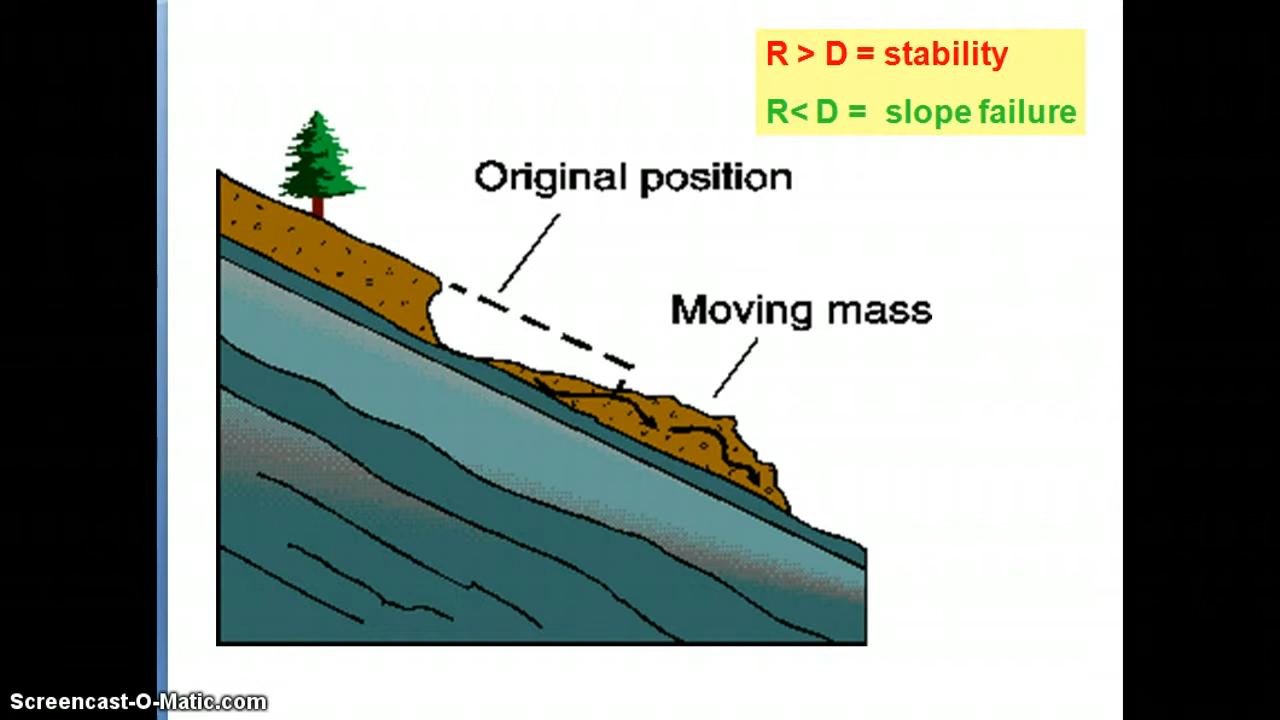 R > D = stability
R< D =  slope failure
Original position
Moving mass
Screencast-O-Matic.com